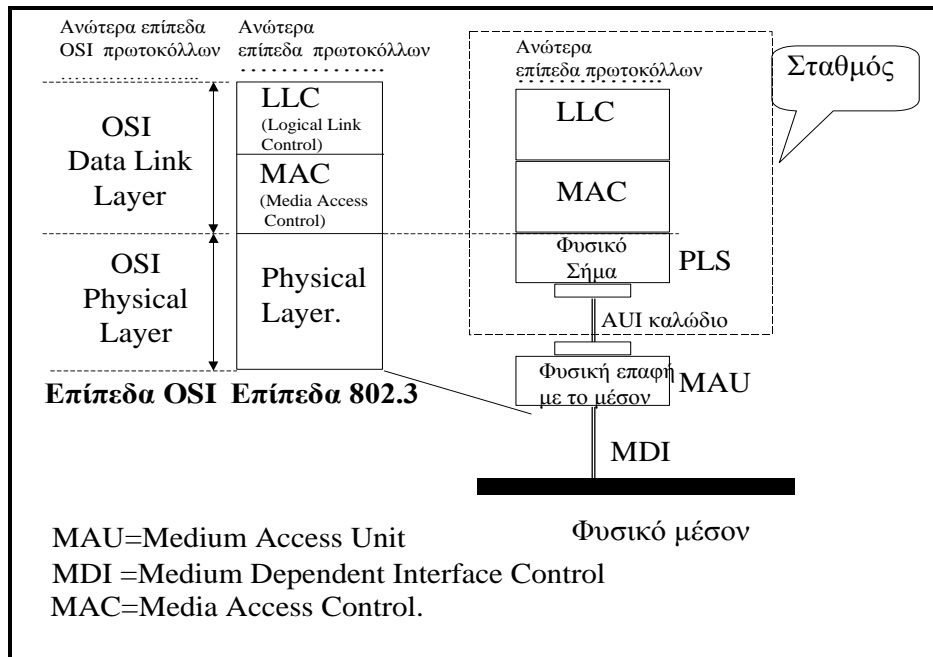 Ανώτερα επίπεδα
OSI πρωτοκόλλων
OSI
Data Link
Layer
OSI
Physical
Layer
Επίπεδα OSI
Ανώτερα
επίπεδα πρωτοκόλλων
LLC
(Logical Link
Control)
MAC
(Media Access
Control)
Physical
Layer.
Επίπεδα 802.3
Ανώτερα
επίπεδα πρωτοκόλλων
LLC
MAC
Φυσικό
Σήμα
PLS
AUI καλώδιο
Φυσική επαφή
με το μέσον
MAU
MDI
Φυσικό μέσον
Σταθμός
MAU=Medium Access Unit
MDI =Medium Dependent Interface Control
MAC=Media Access Control.